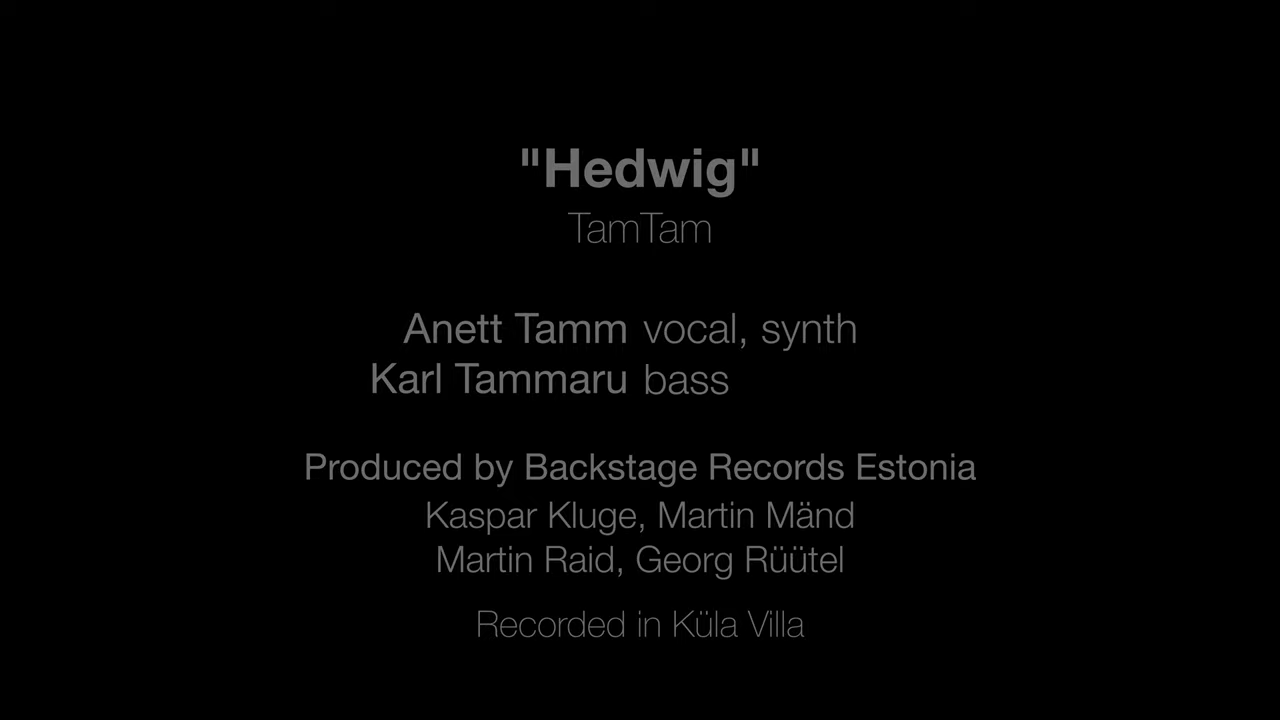 "Hedwig"
TamTam
Anett Tamm vocal, synth
Karl Tammaru bass
Produced by Backstage Records Estonia
Kaspar Kluge, Martin Mänd
Martin Raid, Georg Rüütel
Recorded in Küla Villa